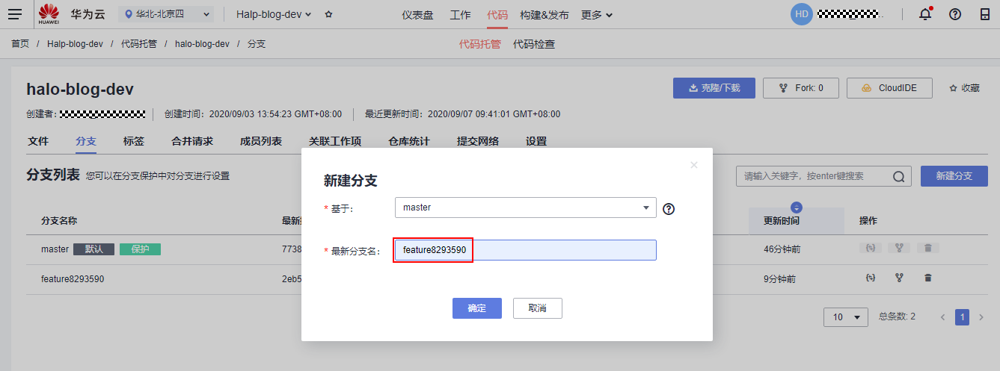 HUAWEI 华为云 华北-北京四 Halp-blog-dev 仪表盘 工作 代码 构建&发布 更多 HD
首页 / Halp-blog-dev / 代码托管 / halo-blog-dev / 分支 代码托管 代码检查
halo-blog-dev 克隆/下载 Fork: 0 CloudIDE 收藏
创建者: 创建时间: 2020/09/03 13:54:23 GMT+08:00 最近更新时间: 2020/09/07 09:41:01 GMT+08:00
文件 分支 标签 合并请求 成员列表 关联工作项 仓库统计 提交网络 设置
分支列表 您可以在分支保护中对分支进行设置 请输入关键字，按enter键搜索 新建分支
分支名称 更新时间 操作
master 默认 保护 7738 46分钟前
feature8293590 2eb5 9分钟前
10 总条数: 2 1
新建分支
* 基于: master
* 最新分支名: feature8293590
确定 取消